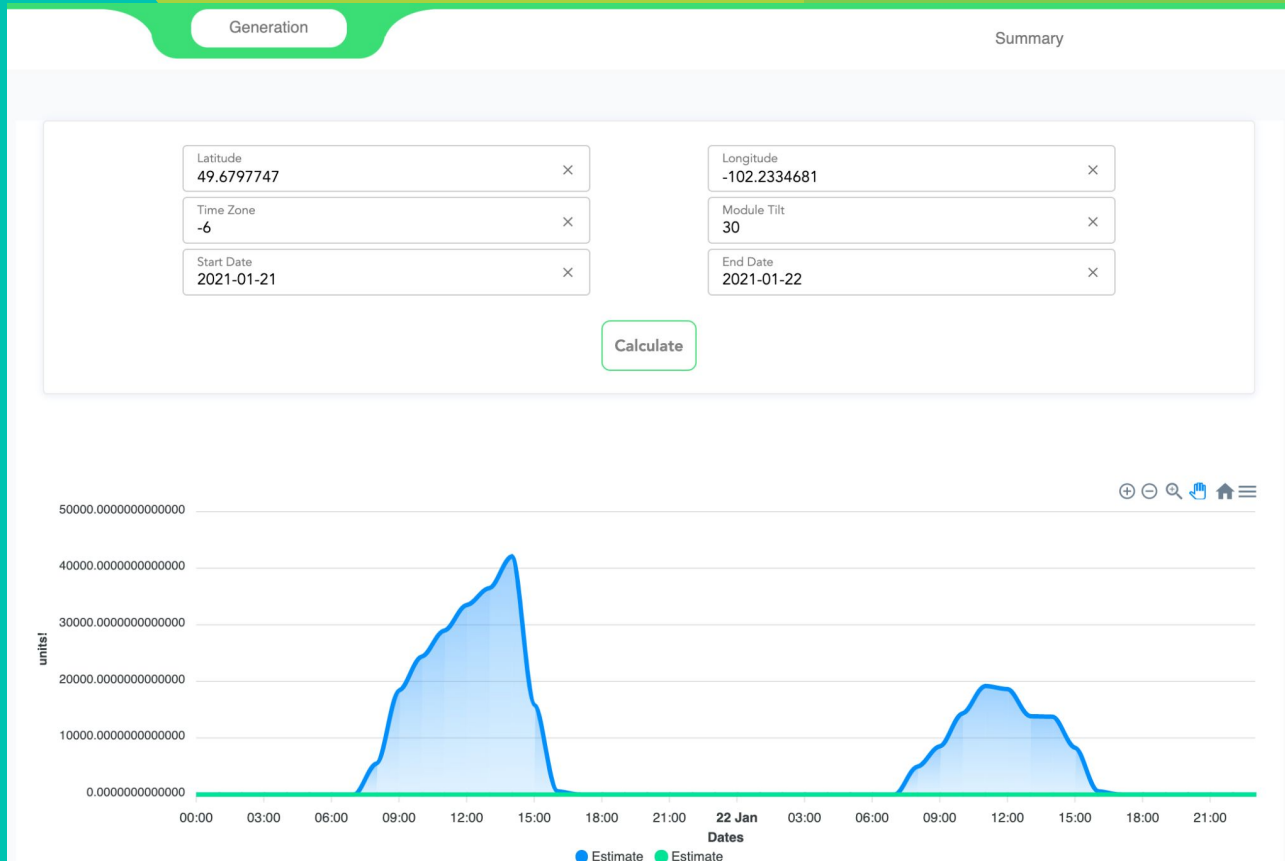 Generation
Summary
Latitude
49.6797747
Longitude
-102.2334681
Time Zone
-6
Module Tilt
30
Start Date
2021-01-21
End Date
2021-01-22
Calculate
50000.0000000000000
40000.0000000000000
30000.0000000000000
20000.0000000000000
10000.0000000000000
0.0000000000000
units!
00:00 03:00 06:00 09:00 12:00 15:00 18:00 21:00 22 Jan 03:00 06:00 09:00 12:00 15:00 18:00 21:00
Dates
Estimate Estimate